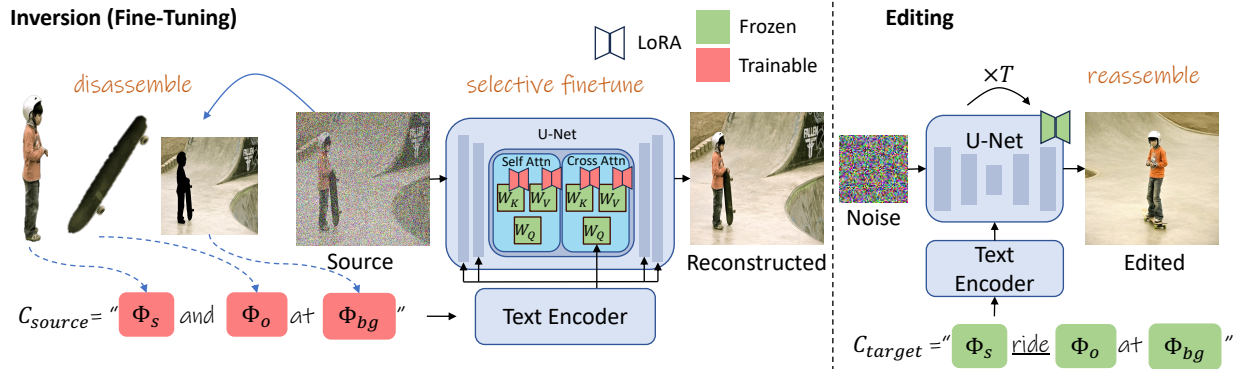 Inversion (Fine-Tuning)
LoRA
Frozen
Trainable
disassemble
selective finetune
Source
U-Net
Self Attn
Cross Attn
W_K W_V W_K W_V
W_Q W_Q
FALLEN
Reconstructed
C_source= "Φ_s and Φ_o at Φ_bg"
Text Encoder
Editing
×T
reassemble
U-Net
Noise
Text
Encoder
Edited
C_target ="Φ_s ride Φ_o at Φ_bg"